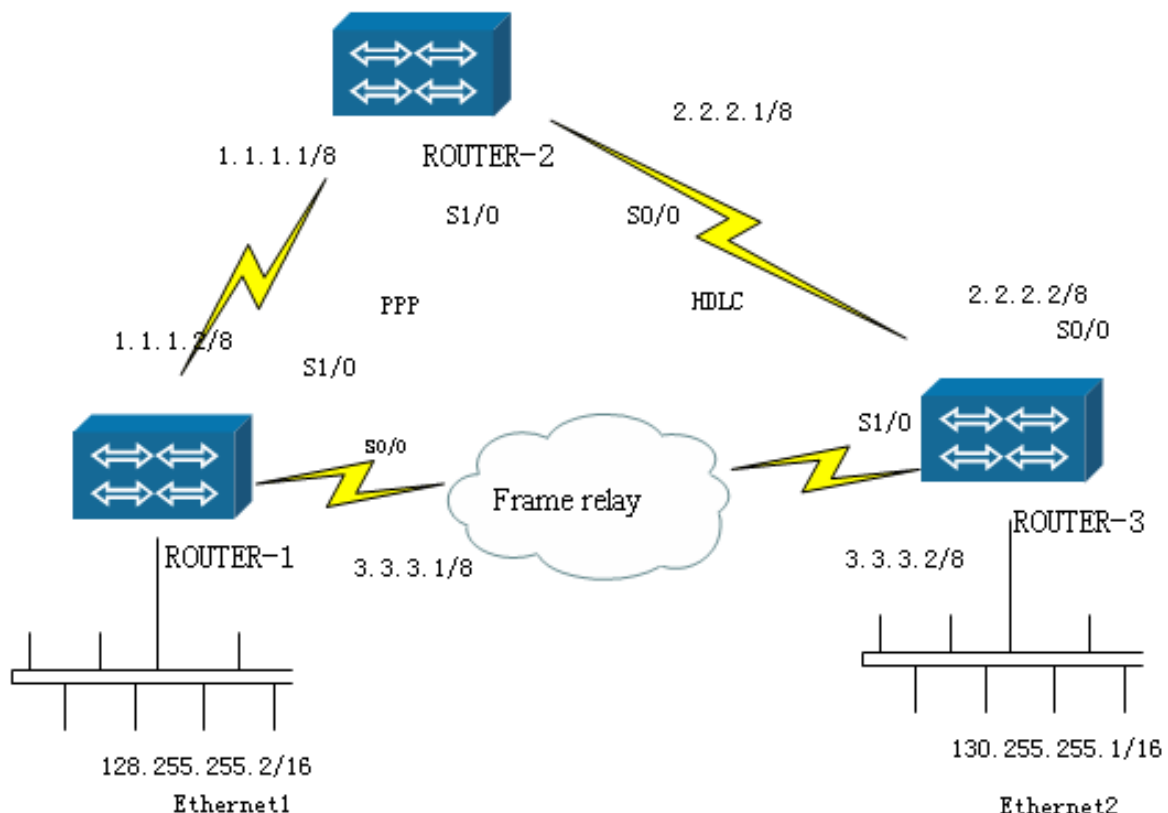 2.2.2.1/8
1.1.1.1/8
ROUTER-2
S1/0
S0/0
PPP
HDLC
2.2.2.2/8
S0/0
1.1.1.2/8
S1/0
S0/0
S1/0
Frame relay
ROUTER-1
ROUTER-3
3.3.3.1/8
3.3.3.2/8
128.255.255.2/16
130.255.255.1/16
Ethernet1
Ethernet2